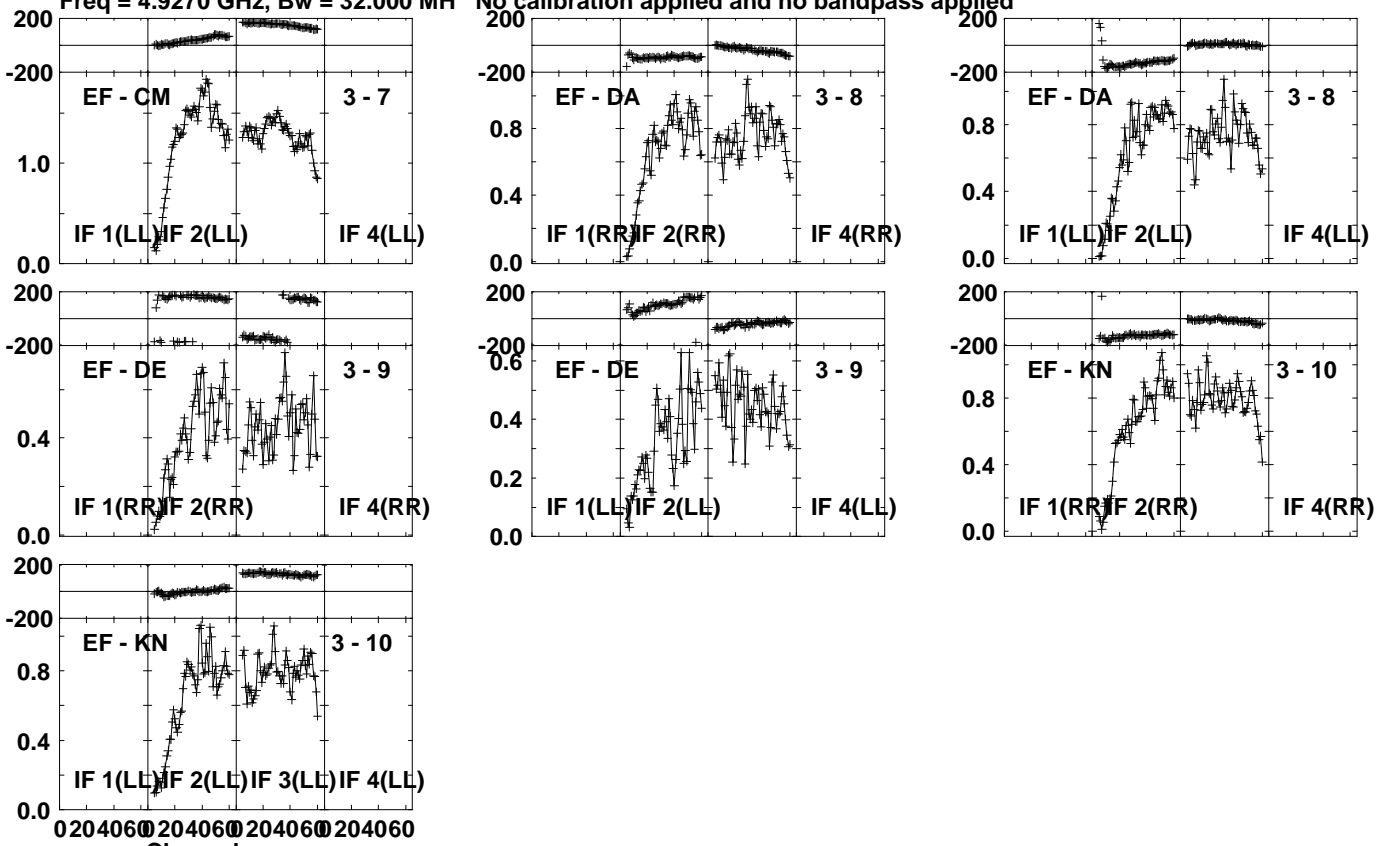 Freq = 4.9270 GHz, Bw = 32.000 MH No calibration applied and no bandpass applied
200 200 200
-200 -200 -200
EF - CM 3 - 7 EF - DA 3 - 8 EF - DA 3 - 8
0.8 0.8
1.0
0.4 0.4
IF 1(LL) IF 2(LL) IF 4(LL) IF 1(RR) IF 2(RR) IF 4(RR) IF 1(LL) IF 2(LL) IF 4(LL)
0.0 0.0 0.0
200 200 200
-200 -200 -200
EF - DE 3 - 9 0.6 EF - DE 3 - 9 EF - KN 3 - 10
0.4 0.4 0.8
0.2 0.4
IF 1(RR) IF 2(RR) IF 4(RR) IF 1(LL) IF 2(LL) IF 4(LL) IF 1(RR) IF 2(RR) IF 4(RR)
0.0 0.0 0.0
200
-200
EF - KN 3 - 10
0.8
0.4
IF 1(LL) IF 2(LL) IF 3(LL) IF 4(LL)
0.0
0 20 40 60 0 20 40 60 0 20 40 60 0 20 40 60